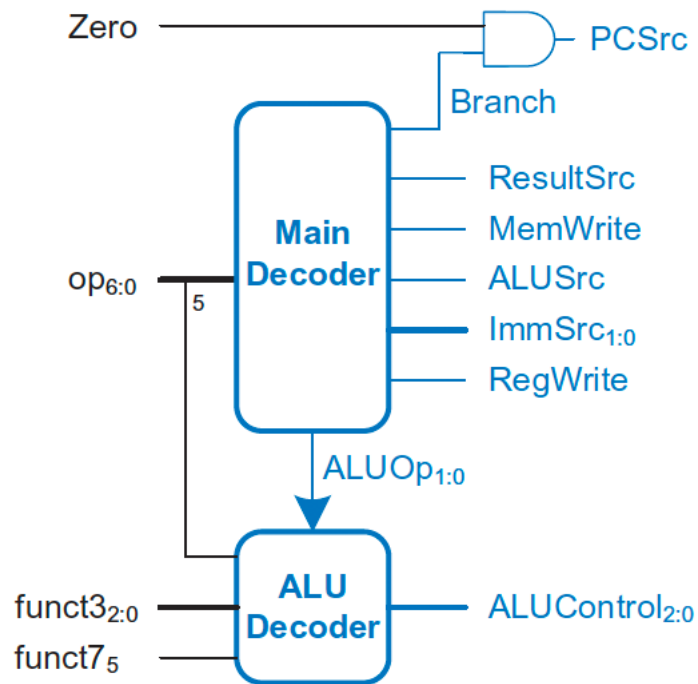 Zero
PCSrc
Branch
ResultSrc
Main
Decoder
MemWrite
op6:0
5
ALUSrc
ImmSrc1:0
RegWrite
ALUOp1:0
ALU
Decoder
funct32:0
funct75
ALUControl2:0